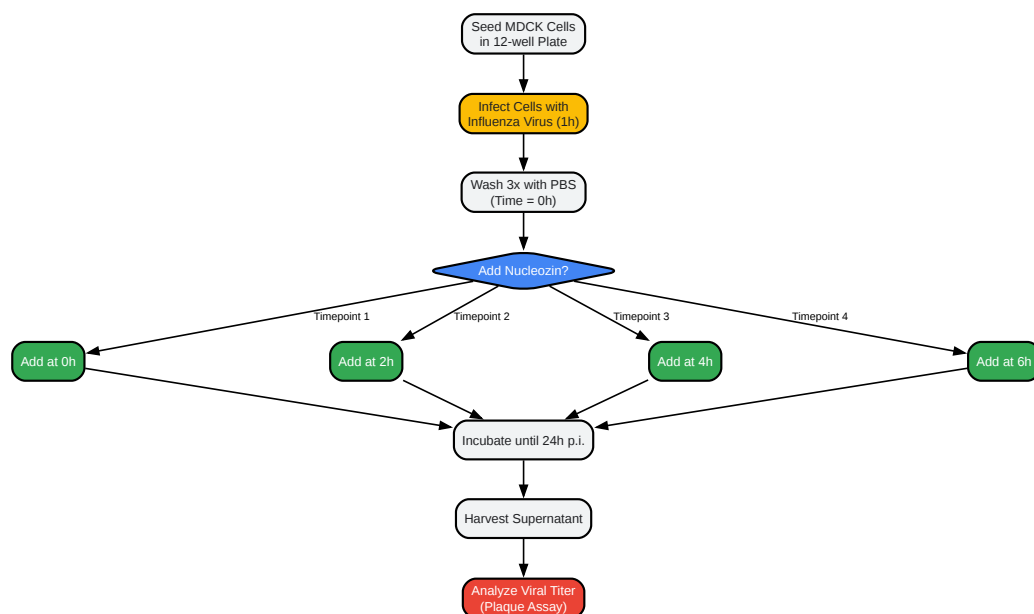 Seed MDCK Cells
in 12-well Plate
Infect Cells with
Influenza Virus (1h)
Wash 3x with PBS
(Time = 0h)
Add Nucleozin?
Timepoint 1
Timepoint 2
Timepoint 3
Timepoint 4
Add at 0h
Add at 2h
Add at 4h
Add at 6h
Incubate until 24h p.i.
Harvest Supernatant
Analyze Viral Titer
(Plaque Assay)